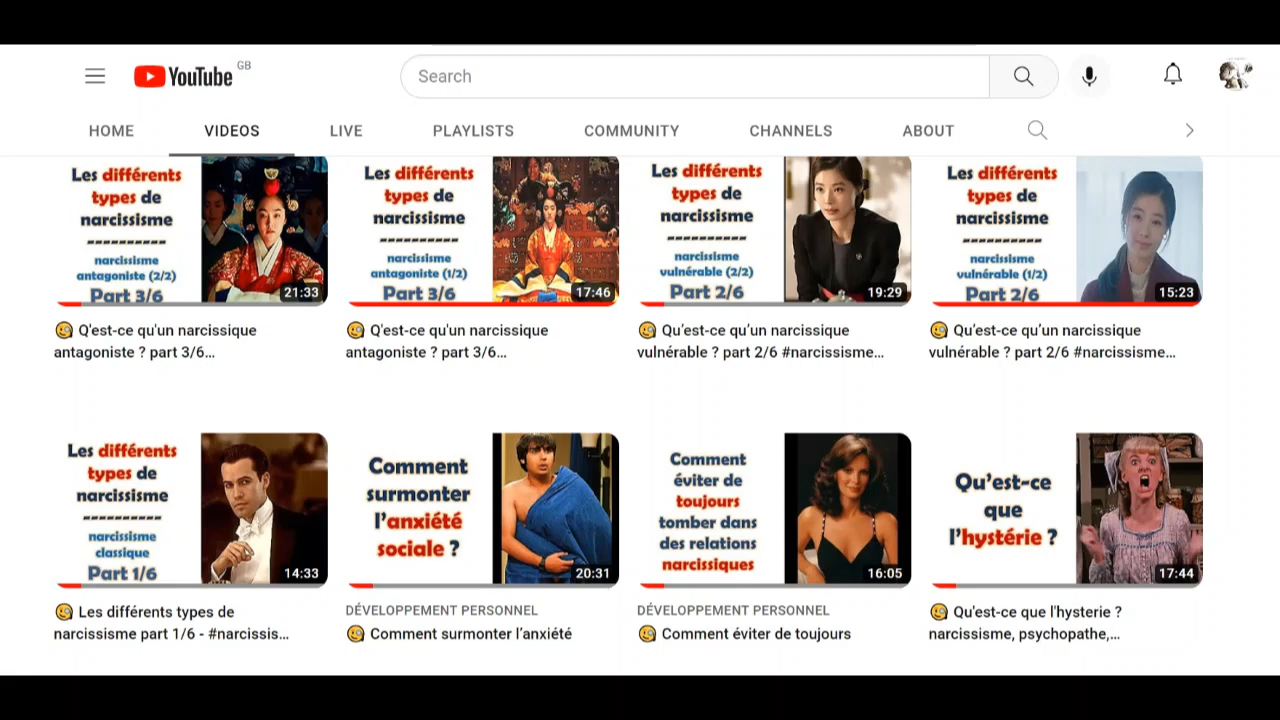 YouTube GB
Search
HOME VIDEOS LIVE PLAYLISTS COMMUNITY CHANNELS ABOUT
Les différents
types de
narcissisme
----------
narcissisme
antagoniste (2/2)
Part 3/6
21:33
Les différents
types de
narcissisme
----------
narcissisme
antagoniste (1/2)
Part 3/6
17:46
Les différents
types de
narcissisme
----------
narcissisme
vulnérable (2/2)
Part 2/6
19:29
Les différents
types de
narcissisme
----------
narcissisme
vulnérable (1/2)
Part 2/6
15:23
Q'est-ce qu'un narcissique
antagoniste ? part 3/6...
Q'est-ce qu'un narcissique
antagoniste ? part 3/6...
Qu’est-ce qu’un narcissique
vulnérable ? part 2/6 #narcissisme...
Qu’est-ce qu’un narcissique
vulnérable ? part 2/6 #narcissisme...
Les différents
types de
narcissisme
----------
narcissisme
classique
Part 1/6
14:33
Comment
surmonter
l’anxiété
sociale ?
20:31
Comment
éviter de
toujours
tomber dans
des relations
narcissiques
16:05
Qu’est-ce
que
l’hystérie ?
17:44
Les différents types de
narcissisme part 1/6 - #narcissis...
DÉVELOPPEMENT PERSONNEL
Comment surmonter l’anxiété
DÉVELOPPEMENT PERSONNEL
Comment éviter de toujours
Qu'est-ce que l'hysterie ?
narcissisme, psychopathe,...